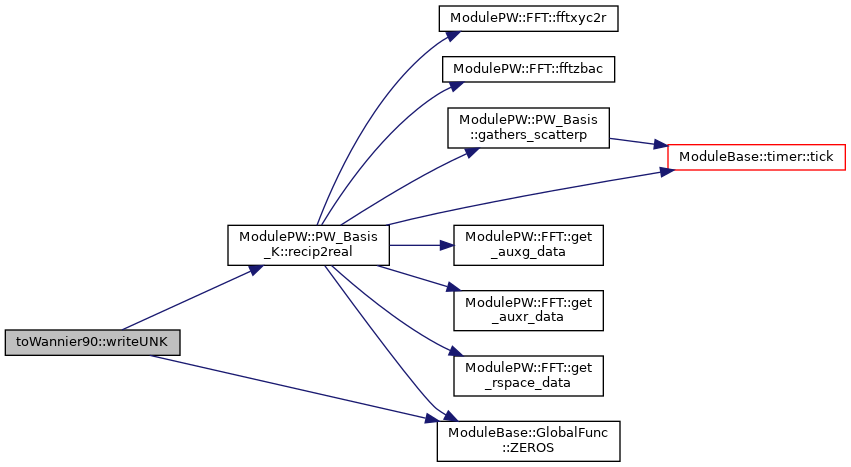 ModulePW::FFT::fftxyc2r
ModulePW::FFT::fftzbac
ModulePW::PW_Basis
::gathers_scatterp
ModuleBase::timer::tick
ModulePW::PW_Basis
_K::recip2real
ModulePW::FFT::get
_auxg_data
ModulePW::FFT::get
_auxr_data
toWannier90::writeUNK
ModulePW::FFT::get
_rspace_data
ModuleBase::GlobalFunc
::ZEROS